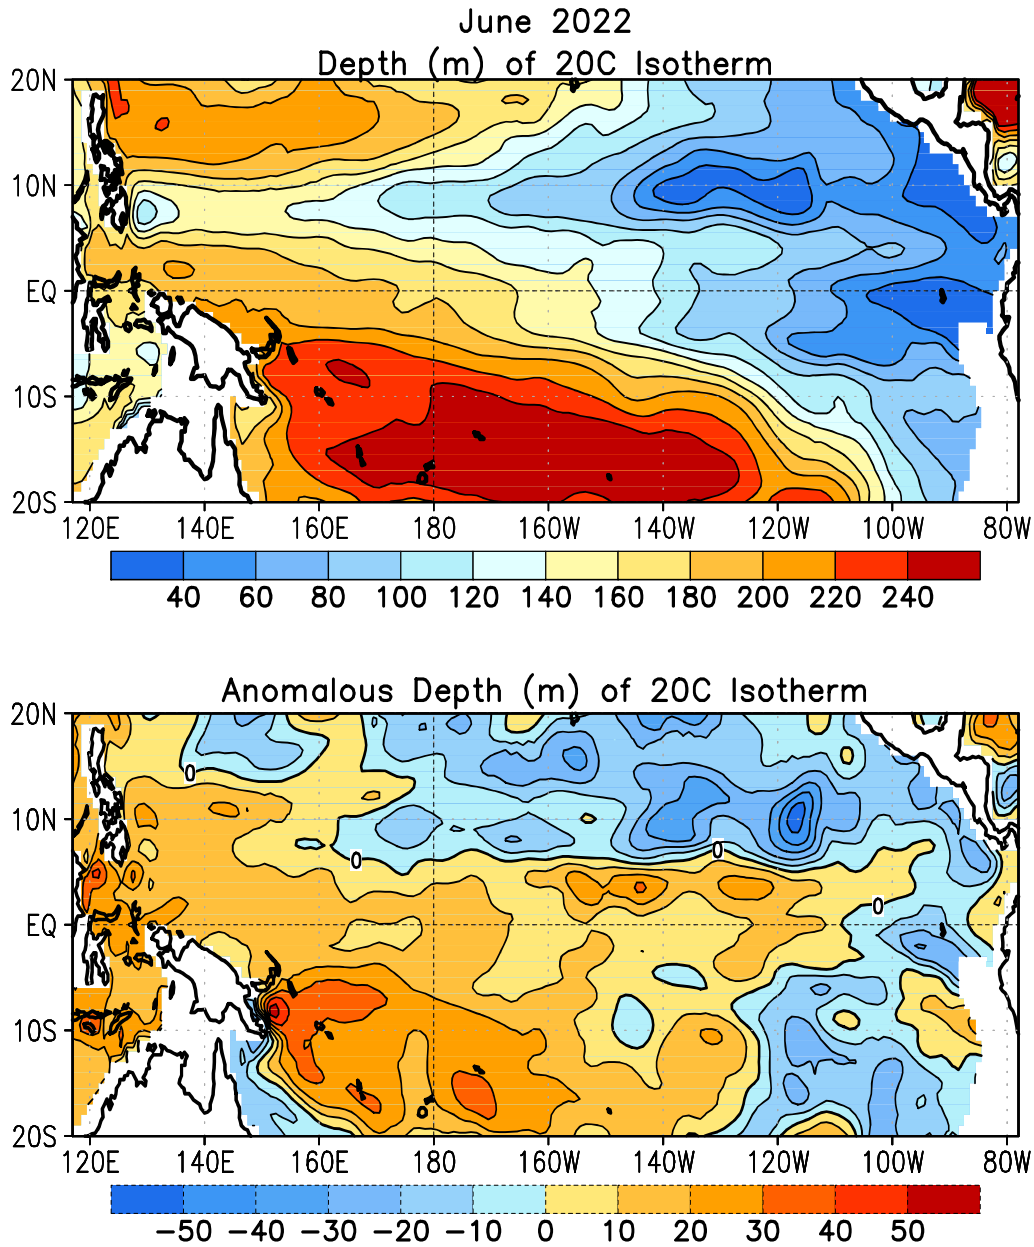 June 2022
Depth (m) of 20C Isotherm
20N
10N
EQ
10S
20S
120E 140E 160E 180 160W 140W 120W 100W 80W
40 60 80 100 120 140 160 180 200 220 240
Anomalous Depth (m) of 20C Isotherm
20N
0
10N
0 0
0
EQ
10S
20S
120E 140E 160E 180 160W 140W 120W 100W 80W
−50 −40 −30 −20 −10 0 10 20 30 40 50